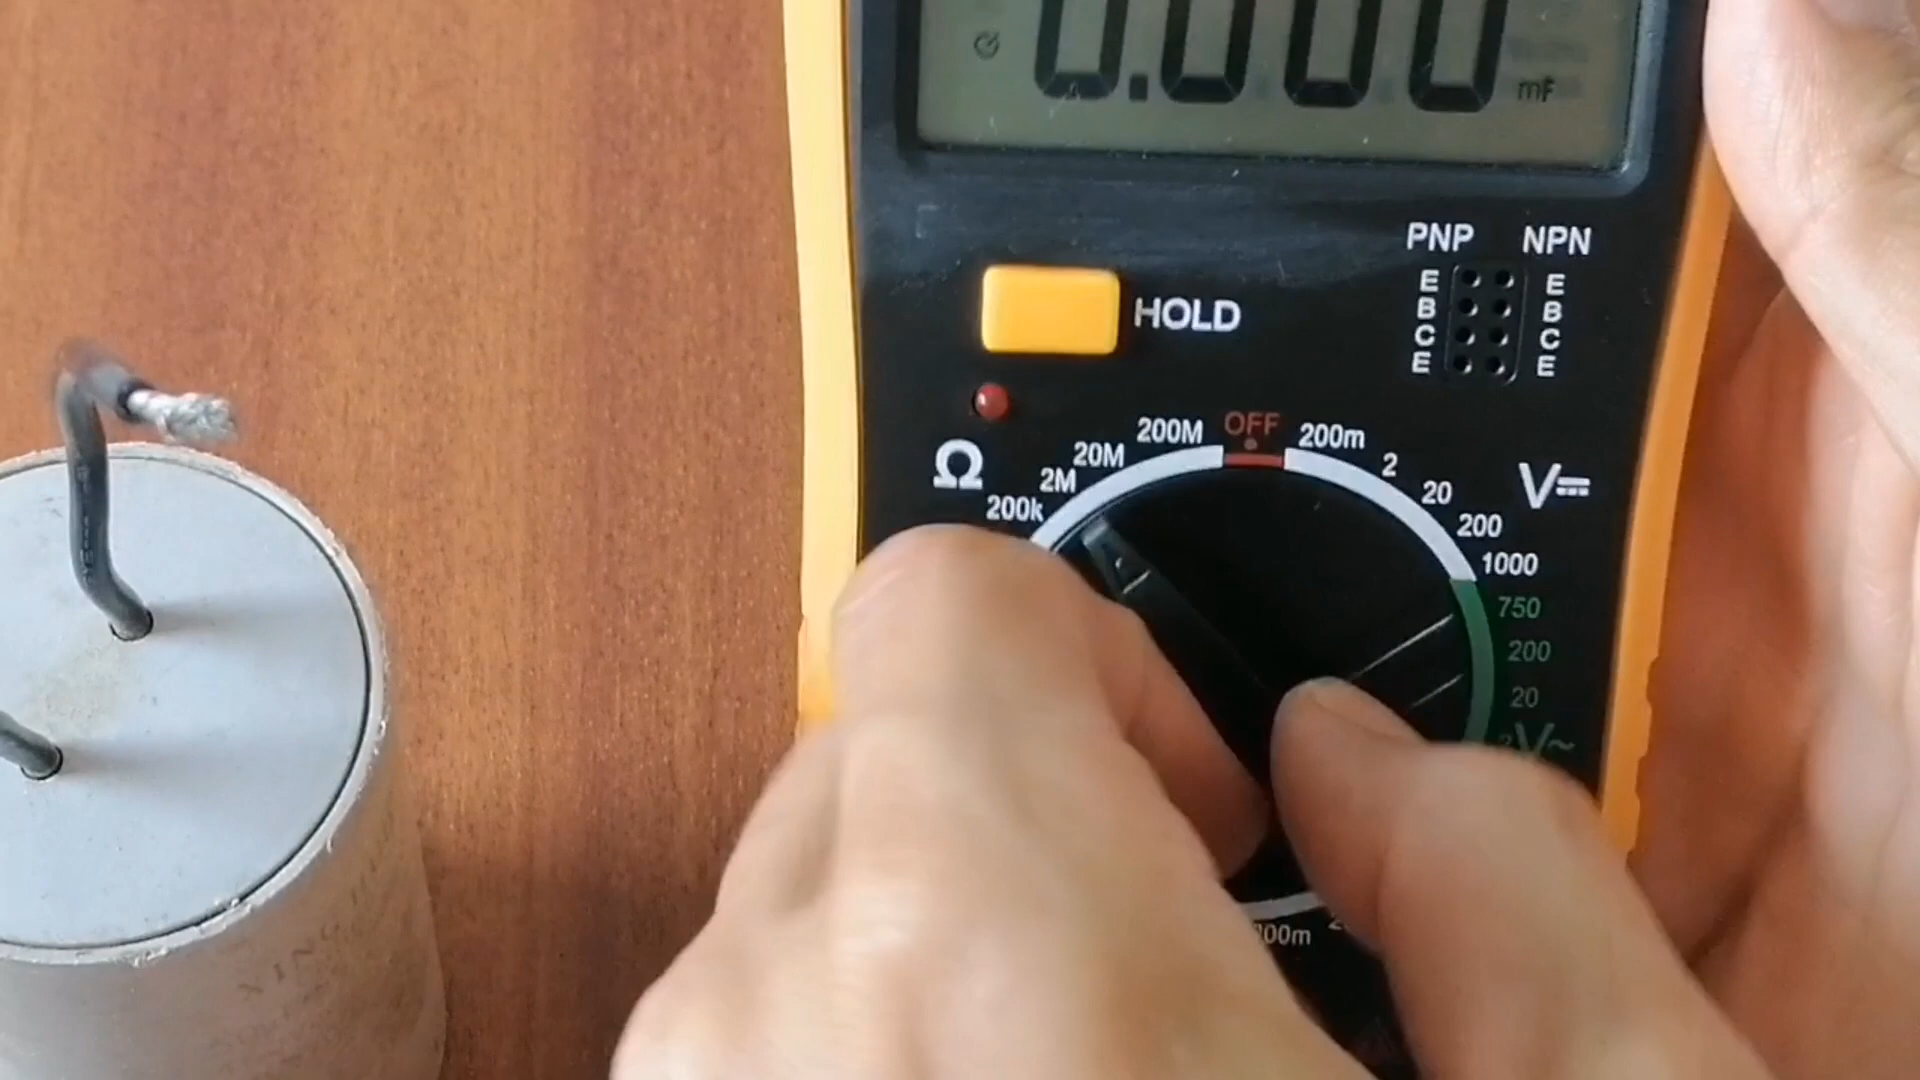 0.000 mF
PNP NPN
E E
B B
C C
E E
HOLD
OFF
200M 200m
20M 2
2M 20
200k 200
Ω V
1000
750
200
20
V~